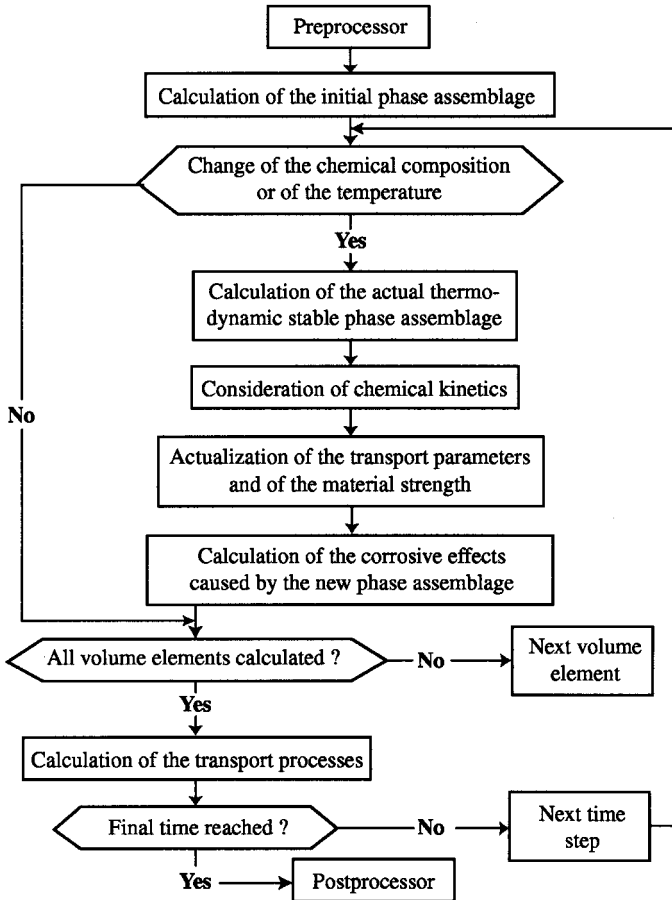 Preprocessor
Calculation of the initial phase assemblage
Change of the chemical composition
or of the temperature
Yes
Calculation of the actual thermo-
dynamic stable phase assemblage
Consideration of chemical kinetics
No
Actualization of the transport parameters
and of the material strength
Calculation of the corrosive effects
caused by the new phase assemblage
All volume elements calculated ?
No
Next volume
element
Yes
Calculation of the transport processes
Final time reached ?
No
Next time
step
Yes
Postprocessor